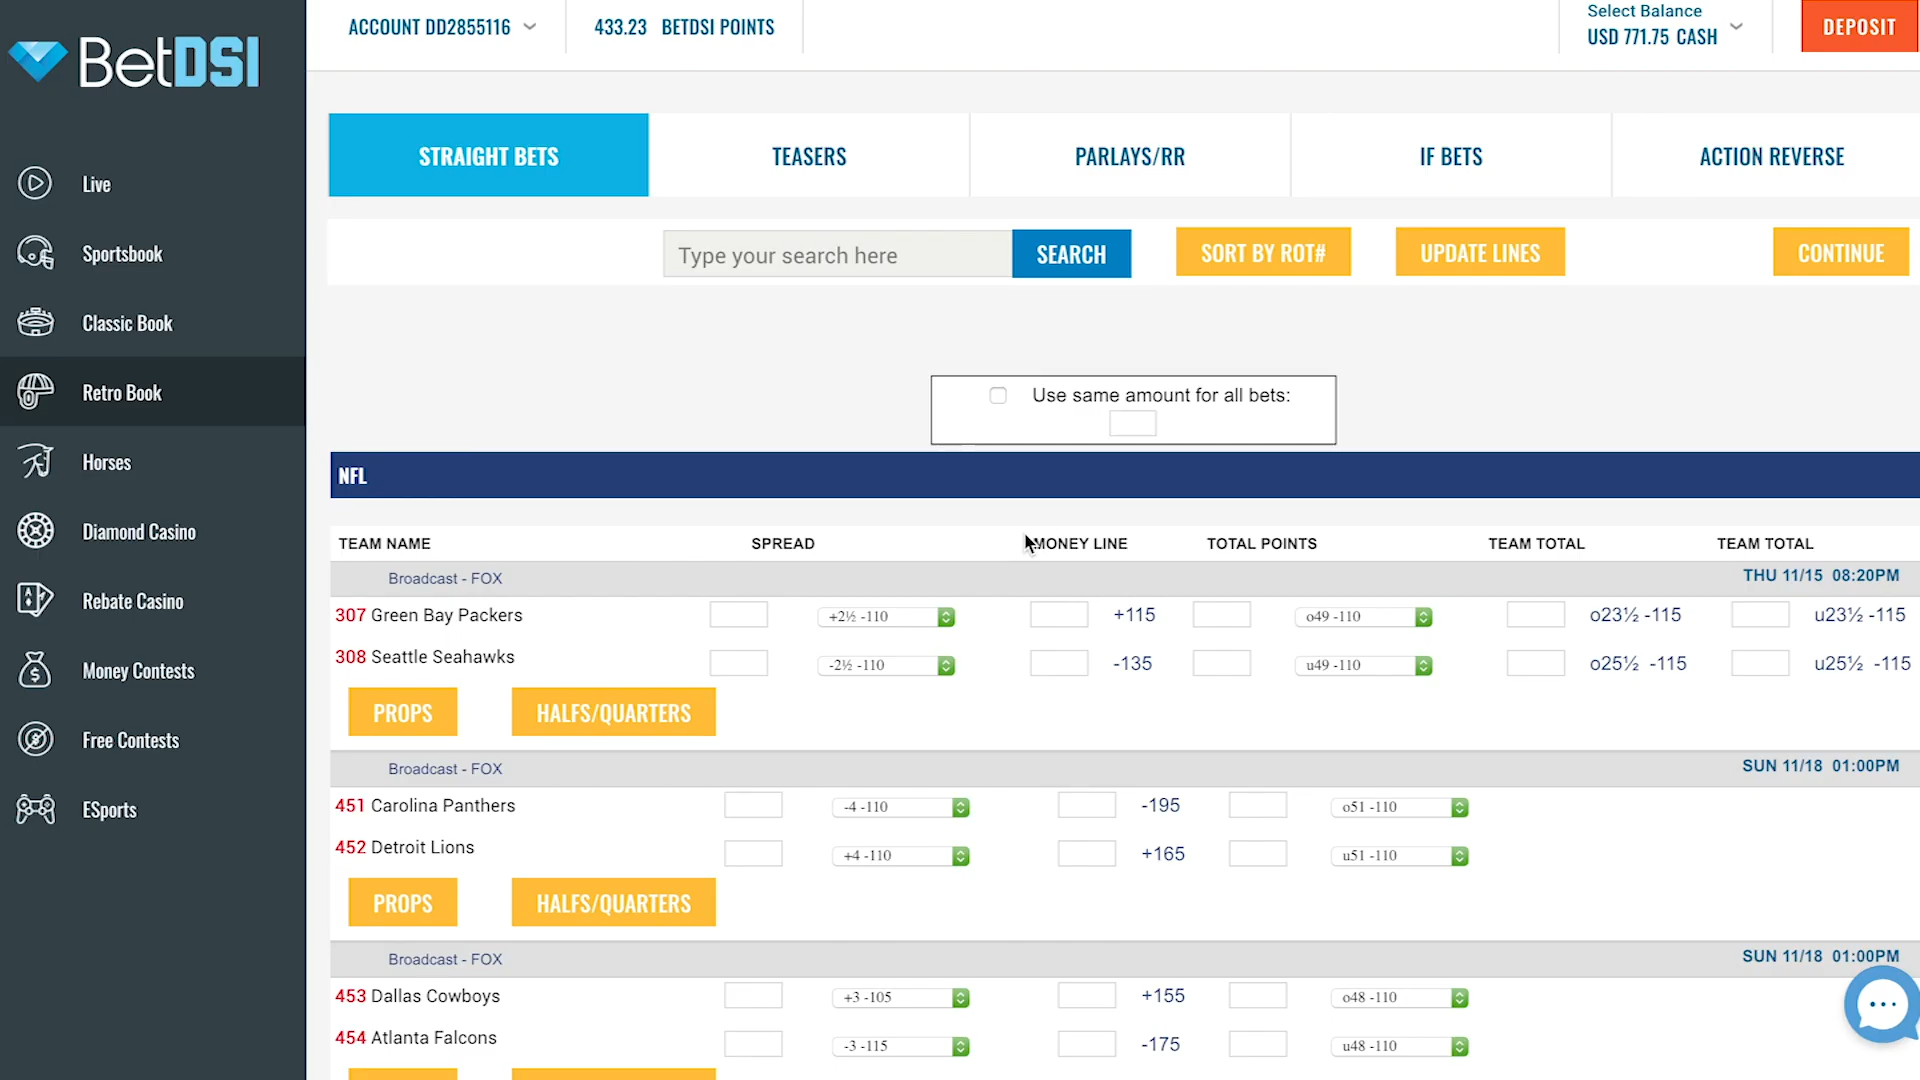 BetDSI
ACCOUNT DD2855116
433.23 BETDSI POINTS
Select Balance
USD 771.75 CASH
DEPOSIT
Live
Sportsbook
Classic Book
Retro Book
Horses
Diamond Casino
Rebate Casino
Money Contests
Free Contests
ESports
STRAIGHT BETS
TEASERS
PARLAYS/RR
IF BETS
ACTION REVERSE
Type your search here
SEARCH
SORT BY ROT#
UPDATE LINES
CONTINUE
Use same amount for all bets:
NFL
TEAM NAME SPREAD MONEY LINE TOTAL POINTS TEAM TOTAL TEAM TOTAL
Broadcast - FOX THU 11/15 08:20PM
307 Green Bay Packers +2½ -110 +115 o49 -110 o23½ -115 u23½ -115
308 Seattle Seahawks -2½ -110 -135 u49 -110 o25½ -115 u25½ -115
PROPS HALFS/QUARTERS
Broadcast - FOX SUN 11/18 01:00PM
451 Carolina Panthers -4 -110 -195 o51 -110
452 Detroit Lions +4 -110 +165 u51 -110
PROPS HALFS/QUARTERS
Broadcast - FOX SUN 11/18 01:00PM
453 Dallas Cowboys +3 -105 +155 o48 -110
454 Atlanta Falcons -3 -115 -175 u48 -110